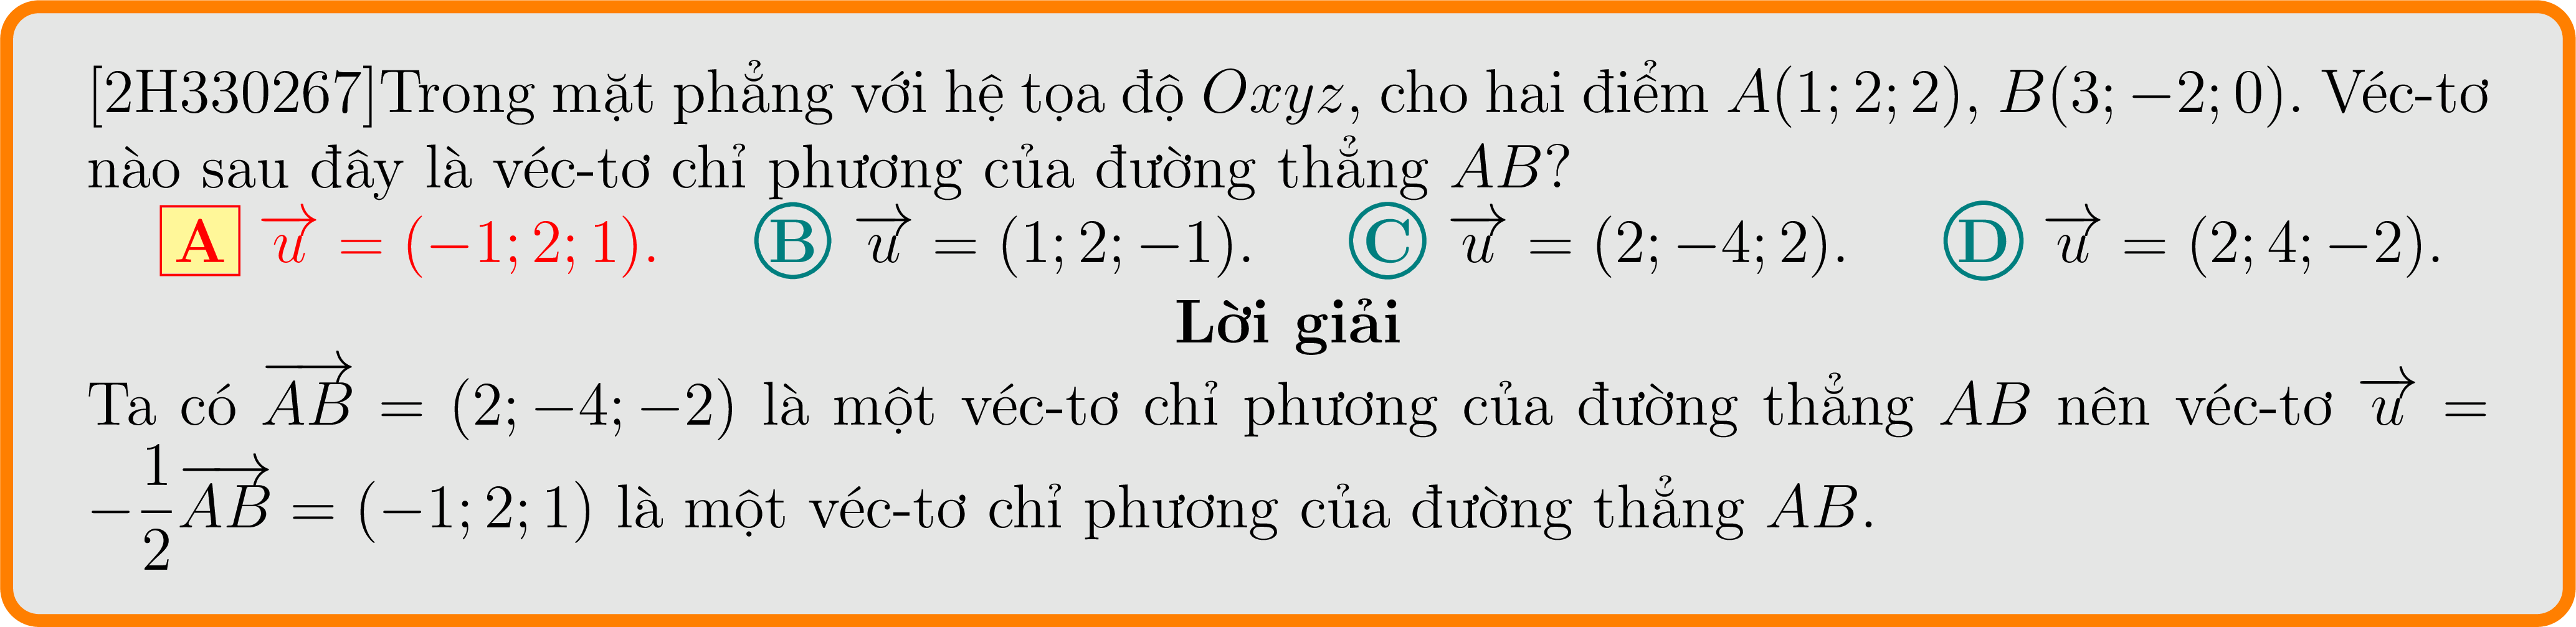 [2H330267]Trong mặt phẳng với hệ tọa độ Oxyz, cho hai điểm A(1; 2; 2), B(3; −2; 0). Véc-tơ
nào sau đây là véc-tơ chỉ phương của đường thẳng AB?
A $\overrightarrow{u}$ = (−1; 2; 1). B $\overrightarrow{u}$ = (1; 2; −1). C $\overrightarrow{u}$ = (2; −4; 2). D $\overrightarrow{u}$ = (2; 4; −2).
Lời giải
Ta có $\overrightarrow{AB}$ = (2; −4; −2) là một véc-tơ chỉ phương của đường thẳng AB nên véc-tơ $\overrightarrow{u}$ =
$-\frac{1}{2}\overrightarrow{AB}$ = (−1; 2; 1) là một véc-tơ chỉ phương của đường thẳng AB.